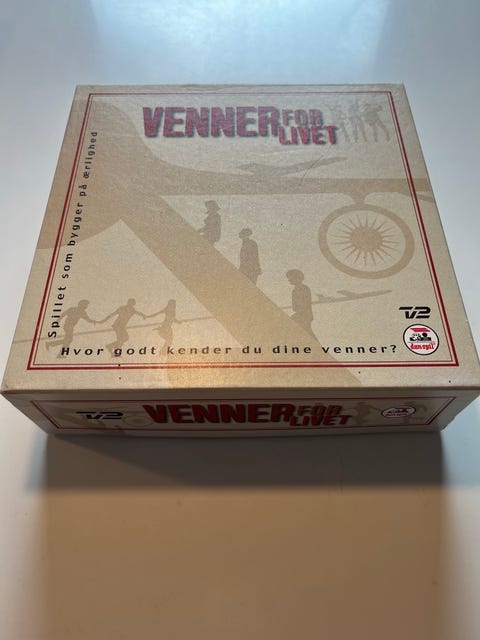 VENNER FOR
LIVET
Spillet som bygger på ærlighed
Hvor godt kender du dine venner?
TV2
danspil
TV2
VENNER FOR
LIVET